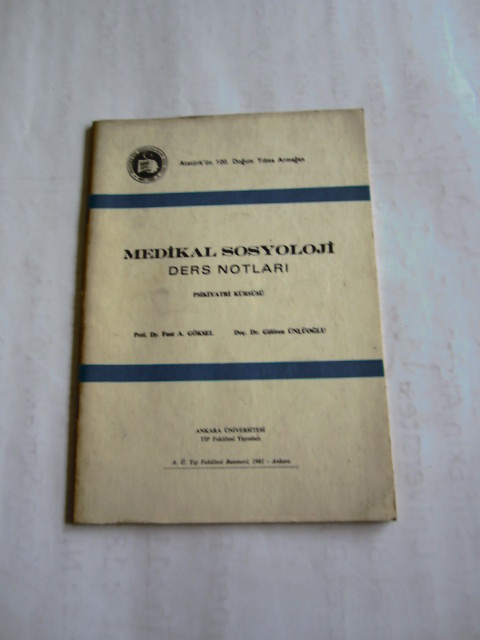 Atatürk'ün 100. Doğum Yılına Armağan
MEDİKAL SOSYOLOJİ
DERS NOTLARI
PSİKİYATRİ KÜRSÜSÜ
Prof. Dr. Fuat A. GÖKSEL Doç. Dr. Gülören ÜNLÜOĞLU
ANKARA ÜNİVERSİTESİ
TIP Fakültesi Yayınları
A. Ü. Tıp Fakültesi Basımevi, - Ankara